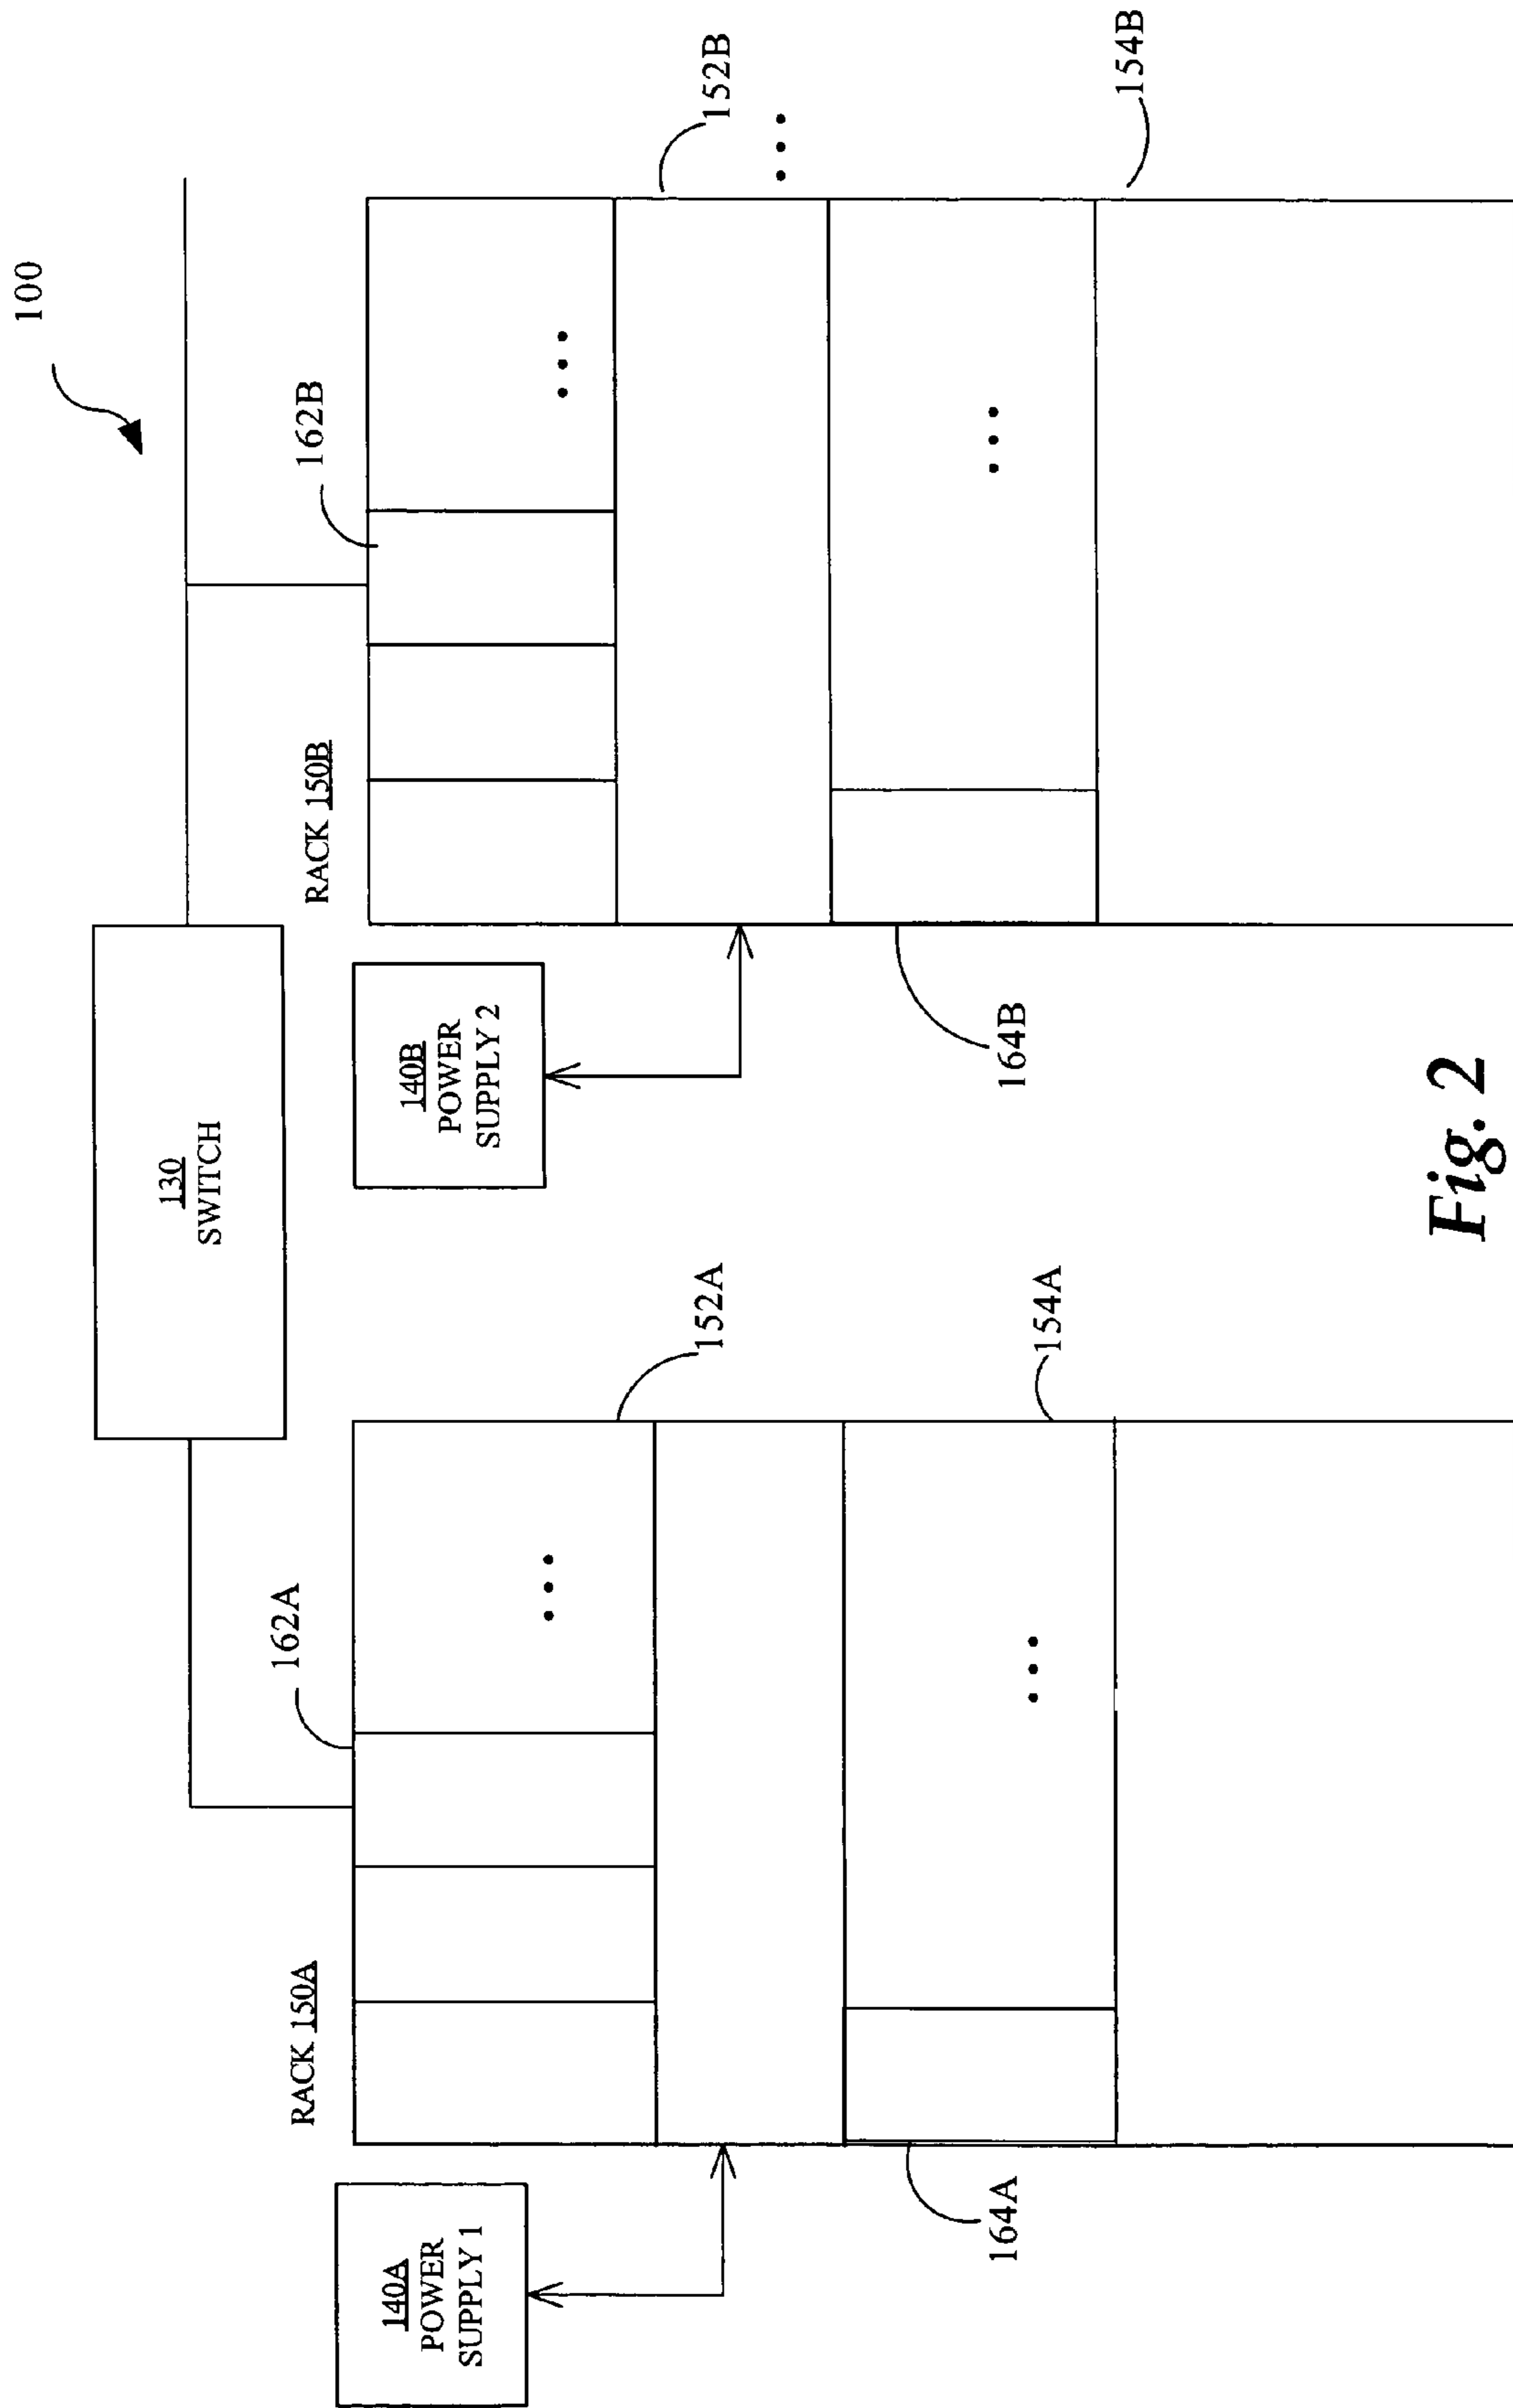 100
130
SWITCH
162B
RACK 150B
152B
...
...
140B
POWER
SUPPLY 2
...
154B
164B
162A
RACK 150A
152A
...
140A
POWER
SUPPLY 1
...
154A
164A
Fig. 2